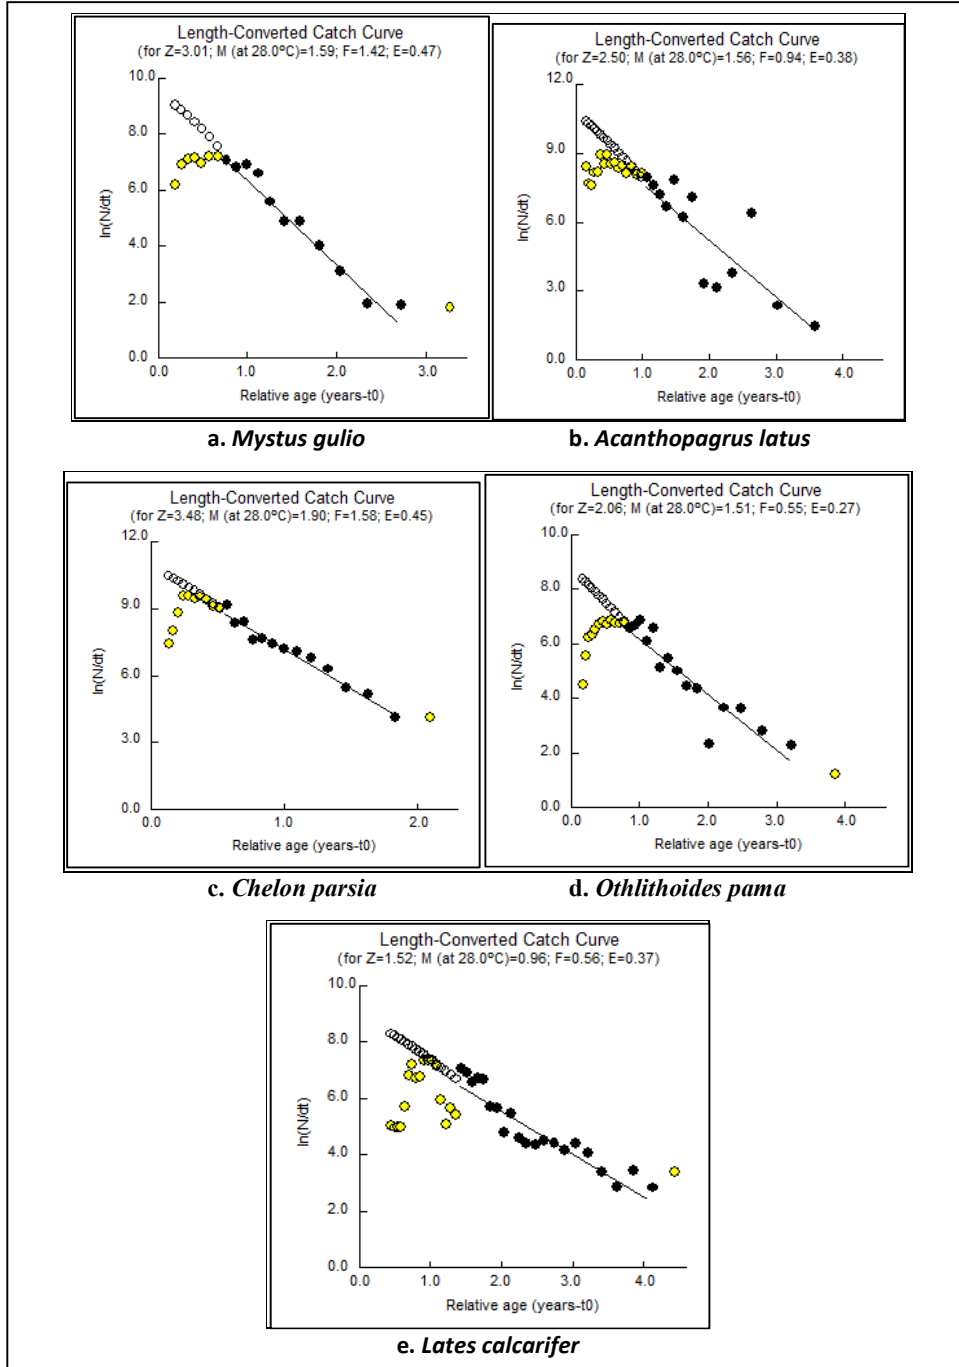 Length-Converted Catch Curve
(for Z=3.01; M (at 28.0ºC)=1.59; F=1.42; E=0.47)
10.0
8.0
6.0
4.0
2.0
0.0
ln(N/dt)
0.0 1.0 2.0 3.0
Relative age (years-t0)
a. Mystus gulio
Length-Converted Catch Curve
(for Z=2.50; M (at 28.0ºC)=1.56; F=0.94; E=0.38)
12.0
9.0
6.0
3.0
0.0
ln(N/dt)
0.0 1.0 2.0 3.0 4.0
Relative age (years-t0)
b. Acanthopagrus latus
Length-Converted Catch Curve
(for Z=3.48; M (at 28.0ºC)=1.90; F=1.58; E=0.45)
12.0
9.0
6.0
3.0
0.0
ln(N/dt)
0.0 1.0 2.0
Relative age (years-t0)
c. Chelon parsia
Length-Converted Catch Curve
(for Z=2.06; M (at 28.0ºC)=1.51; F=0.55; E=0.27)
10.0
8.0
6.0
4.0
2.0
0.0
ln(N/dt)
0.0 1.0 2.0 3.0 4.0
Relative age (years-t0)
d. Othlithoides pama
Length-Converted Catch Curve
(for Z=1.52; M (at 28.0ºC)=0.96; F=0.56; E=0.37)
10.0
8.0
6.0
4.0
2.0
0.0
ln(N/dt)
0.0 1.0 2.0 3.0 4.0
Relative age (years-t0)
e. Lates calcarifer